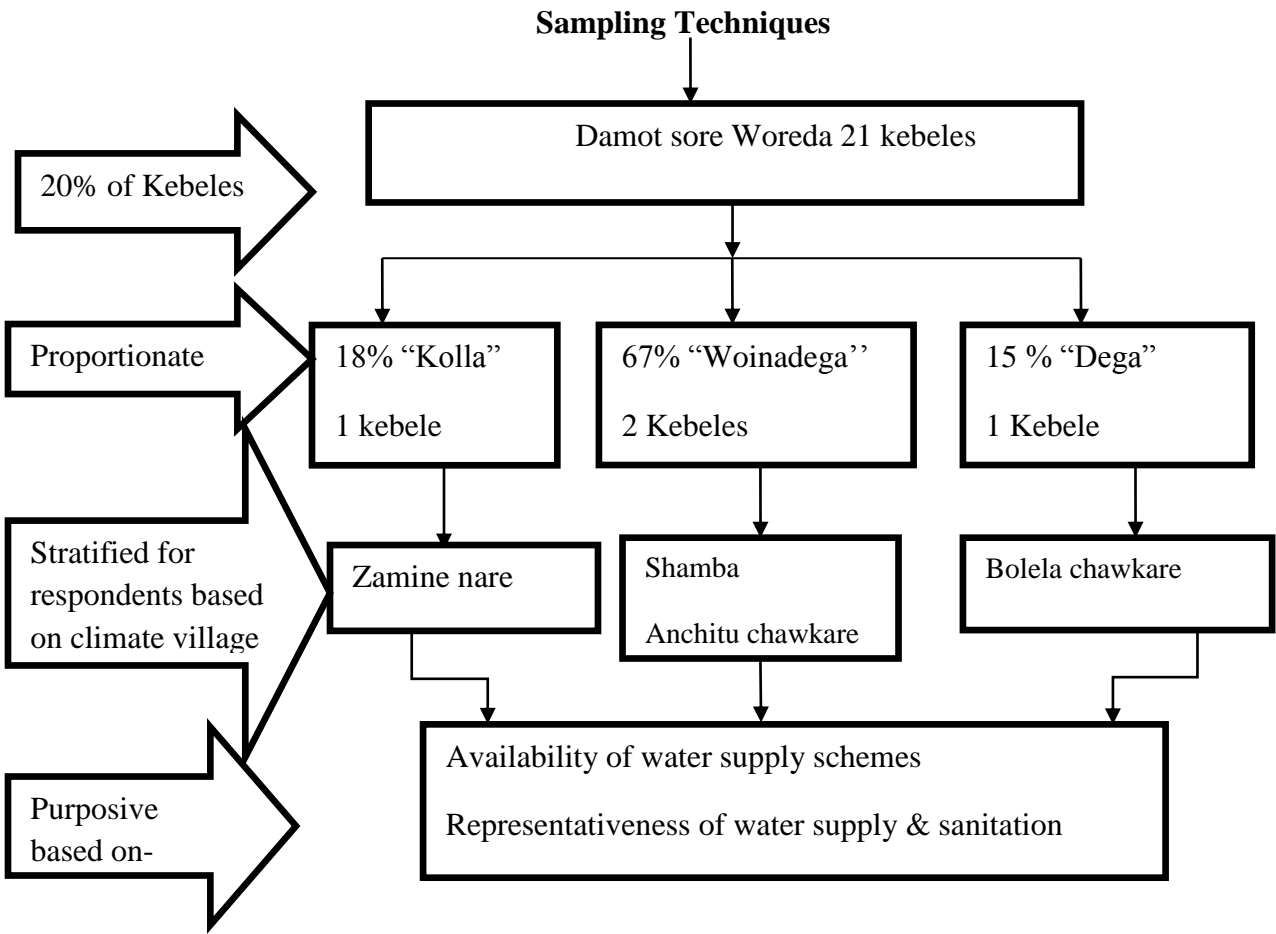 Sampling Techniques
Damot sore Woreda 21 kebeles
20% of Kebeles
Proportionate
18% “Kolla”
1 kebele
67% “Woinadega’’
2 Kebeles
15 % “Dega”
1 Kebele
Stratified for
respondents based
on climate village
Zamine nare
Shamba
Anchitu chawkare
Bolela chawkare
Purposive
based on-
Availability of water supply schemes
Representativeness of water supply & sanitation